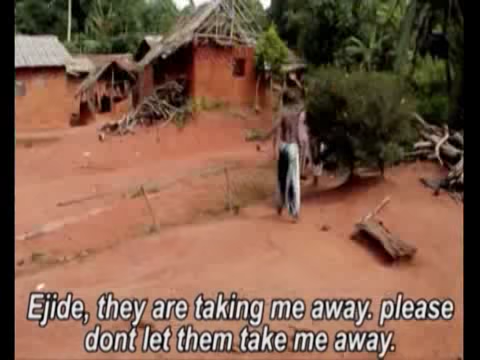 Ejide, they are taking me away. please
dont let them take me away.